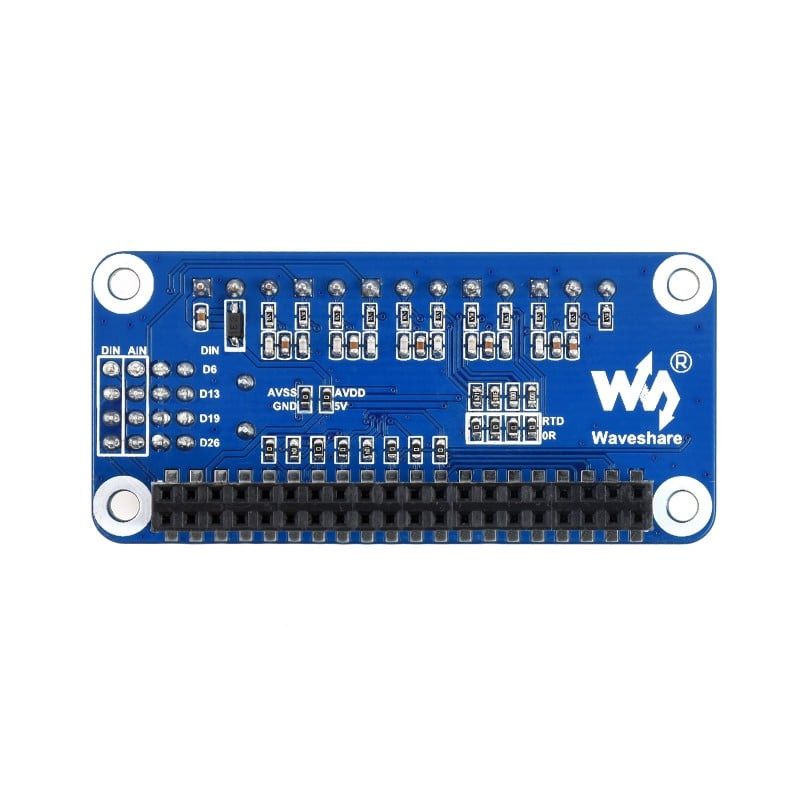 DIN AIN DIN
D6
D13
D19
D26
AVSS AVDD
GND 5V
RTD
0R
®
Waveshare